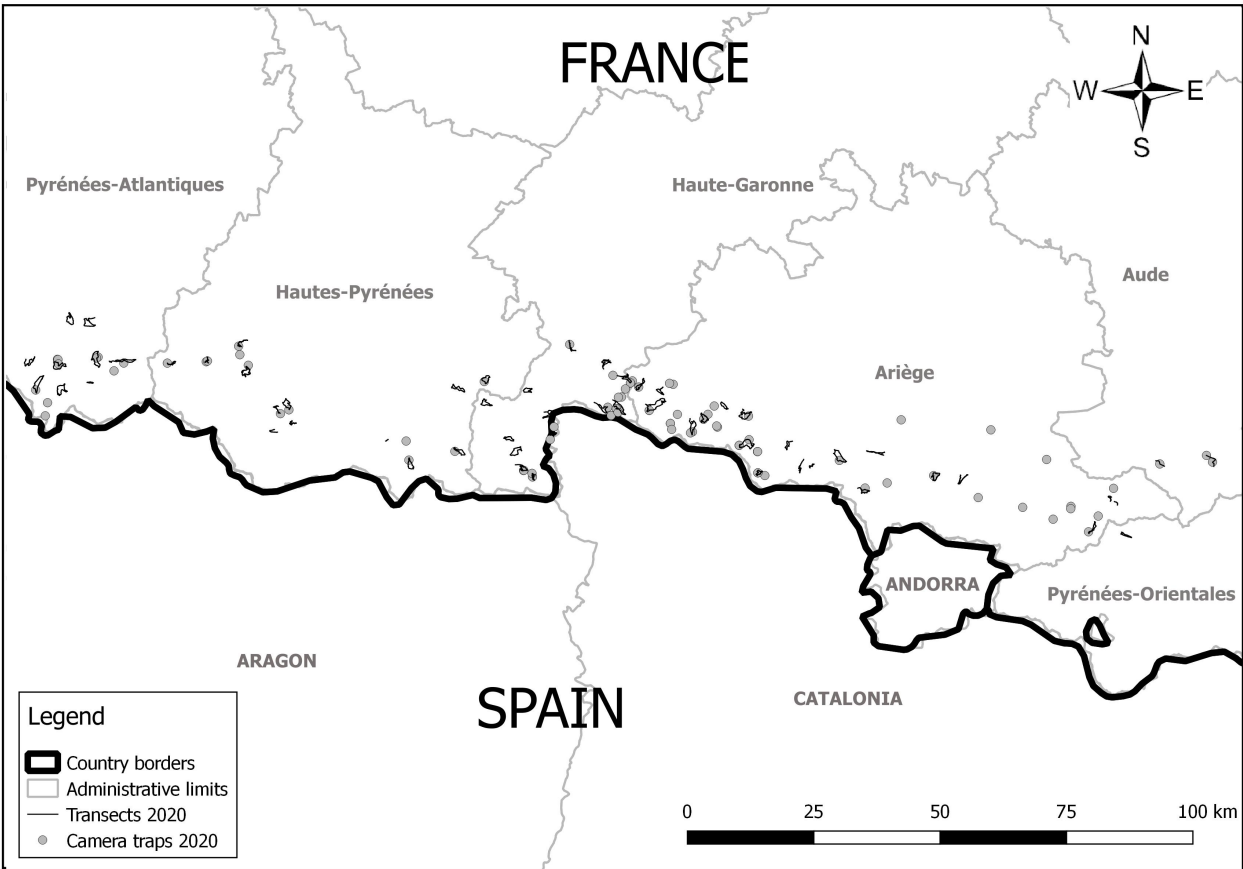 FRANCE
N
W E
S
Pyrénées-Atlantiques
Haute-Garonne
Aude
Hautes-Pyrénées
Ariège
ANDORRA
Pyrénées-Orientales
ARAGON
SPAIN
CATALONIA
Legend
Country borders
Administrative limits
Transects 2020
Camera traps 2020
0 25 50 75 100 km